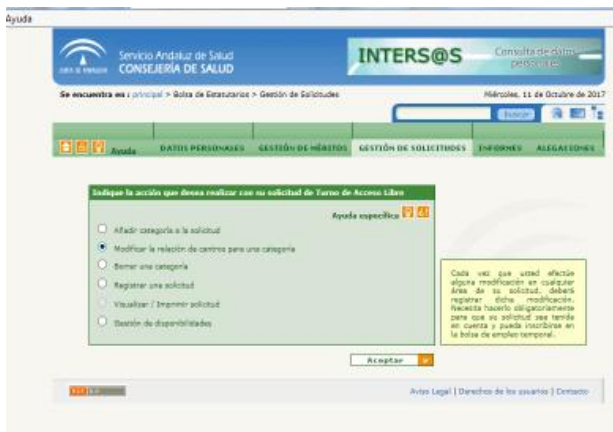 Ayuda
Servicio Andaluz de Salud
CONSEJERÍA DE SALUD
INTERS@S
Consulta de datos
personales
Se encuentra en : principal > Bolsa de Estatutarios > Gestión de Solicitudes
Miércoles, 11 de Octubre de 2017
Buscar
Ayuda DATOS PERSONALES GESTIÓN DE MÉRITOS GESTIÓN DE SOLICITUDES INFORMES ALEGACIONES
Indique la acción que desea realizar con su solicitud de Turno de Acceso Libre
Ayuda específica
Añadir categoría a la solicitud
Modificar la relación de centros para una categoría
Borrar una categoría
Registrar una solicitud
Visualizar / Imprimir solicitud
Gestión de disponibilidades
Cada vez que usted efectúe
alguna modificación en cualquier
área de su solicitud, deberá
registrar dicha modificación.
Necesita hacerlo obligatoriamente
para que su solicitud sea tenida
en cuenta y pueda inscribirse en
la bolsa de empleo temporal.
Aceptar
Aviso Legal | Derechos de los usuarios | Contacto